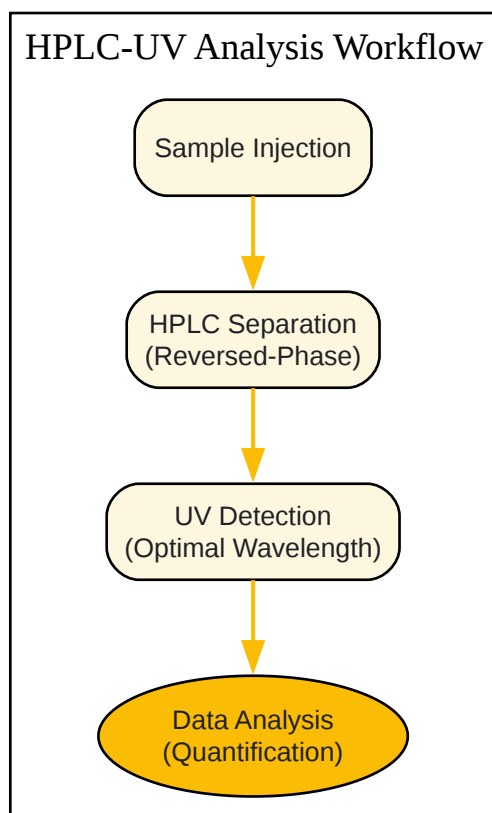 HPLC-UV Analysis Workflow
Sample Injection
HPLC Separation
(Reversed-Phase)
UV Detection
(Optimal Wavelength)
Data Analysis
(Quantification)